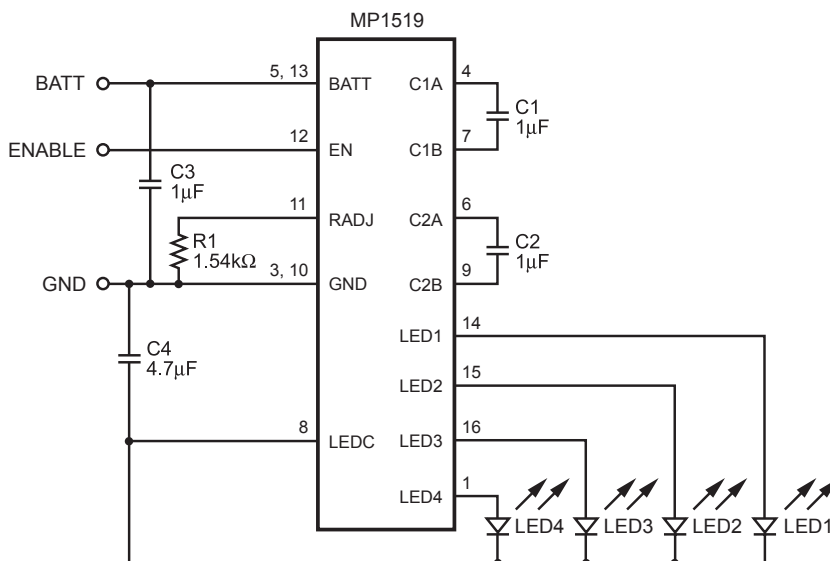 MP1519
BATT
5, 13
BATT
C1A
4
C1
1µF
ENABLE
12
EN
C1B
7
C3
1µF
11
RADJ
C2A
6
R1
1.54kΩ
C2
1µF
GND
3, 10
GND
C2B
9
LED1
14
C4
4.7µF
LED2
15
8
LEDC
LED3
16
LED4
1
LED4
LED3
LED2
LED1